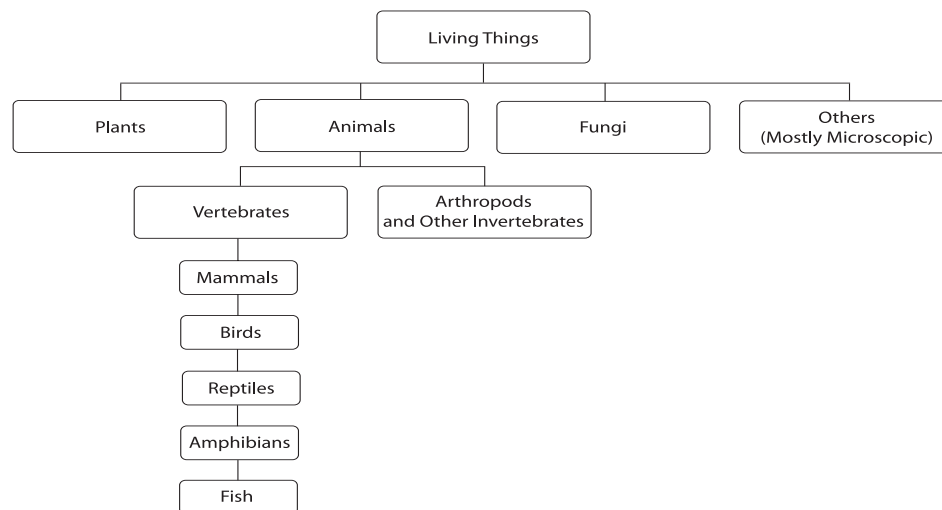 Living Things
Plants
Animals
Fungi
Others
(Mostly Microscopic)
Vertebrates
Arthropods
and Other Invertebrates
Mammals
Birds
Reptiles
Amphibians
Fish